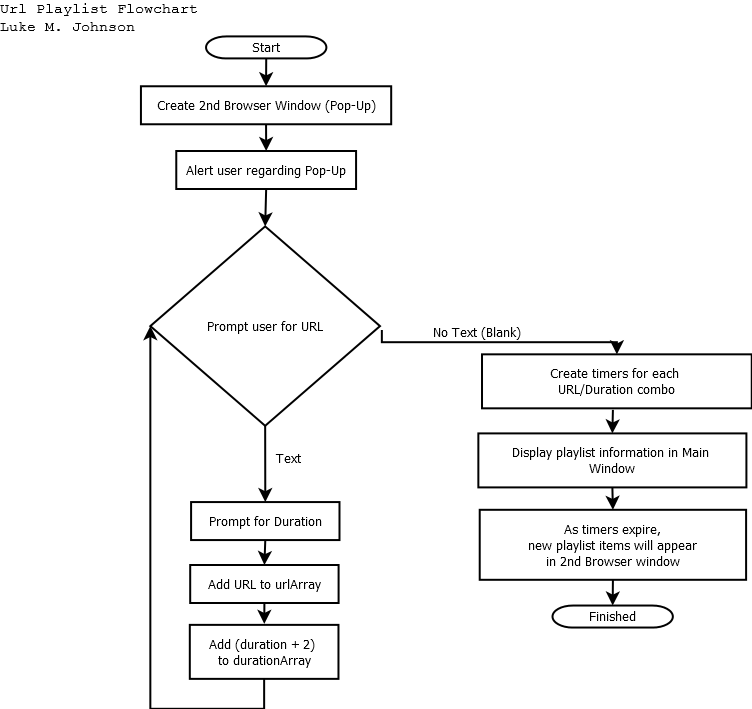 Url Playlist Flowchart
Luke M. Johnson
Start
Create 2nd Browser Window (Pop-Up)
Alert user regarding Pop-Up
Prompt user for URL
No Text (Blank)
Text
Prompt for Duration
Add URL to urlArray
Add (duration + 2)
to durationArray
Create timers for each
URL/Duration combo
Display playlist information in Main
Window
As timers expire,
new playlist items will appear
in 2nd Browser window
Finished